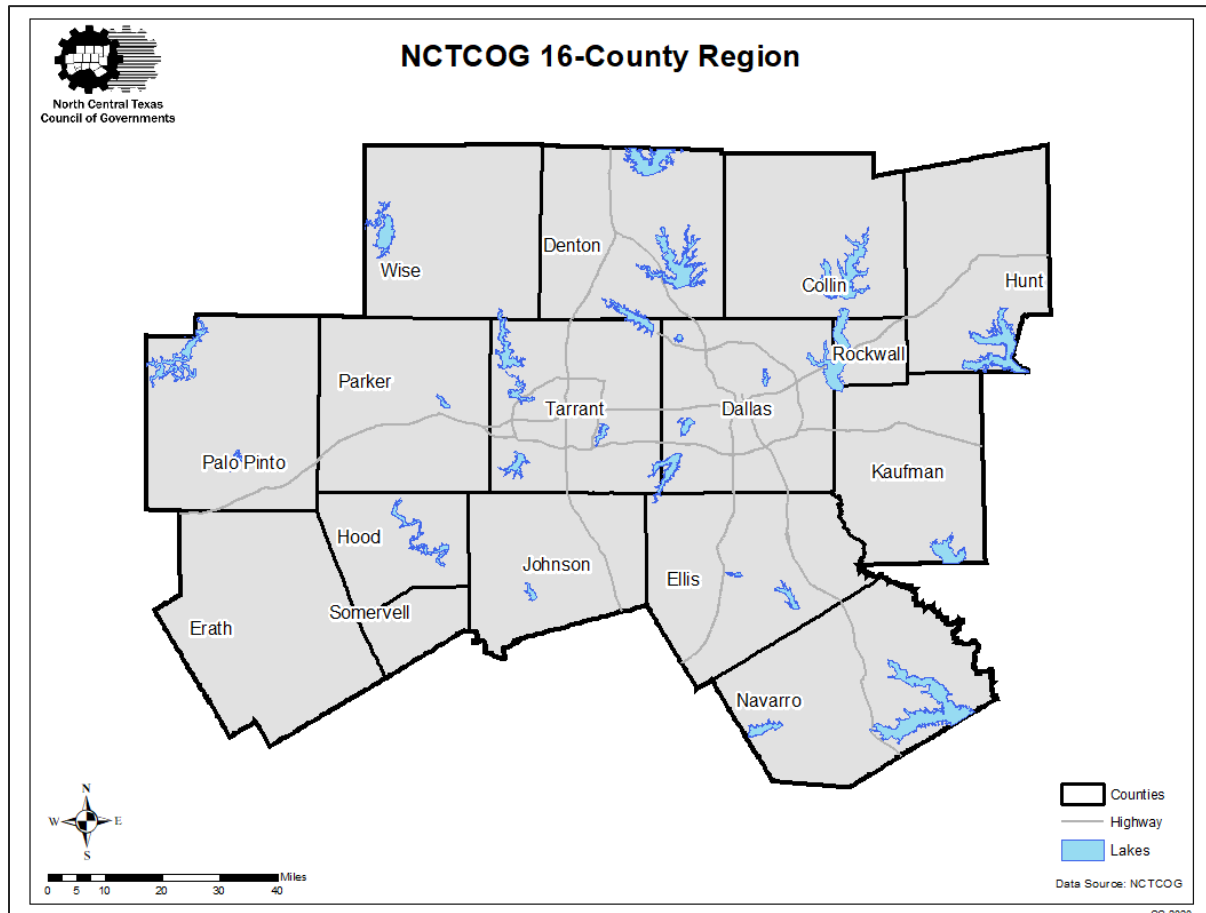 NCTCOG 16-County Region
North Central Texas
Council of Governments
Denton
Wise
Collin
Hunt
Rockwall
Parker
Tarrant
Dallas
Palo Pinto
Kaufman
Hood
Johnson
Ellis
Somervell
Erath
Navarro
N
W E
S
Miles
0 5 10 20 30 40
Counties
Highway
Lakes
Data Source: NCTCOG